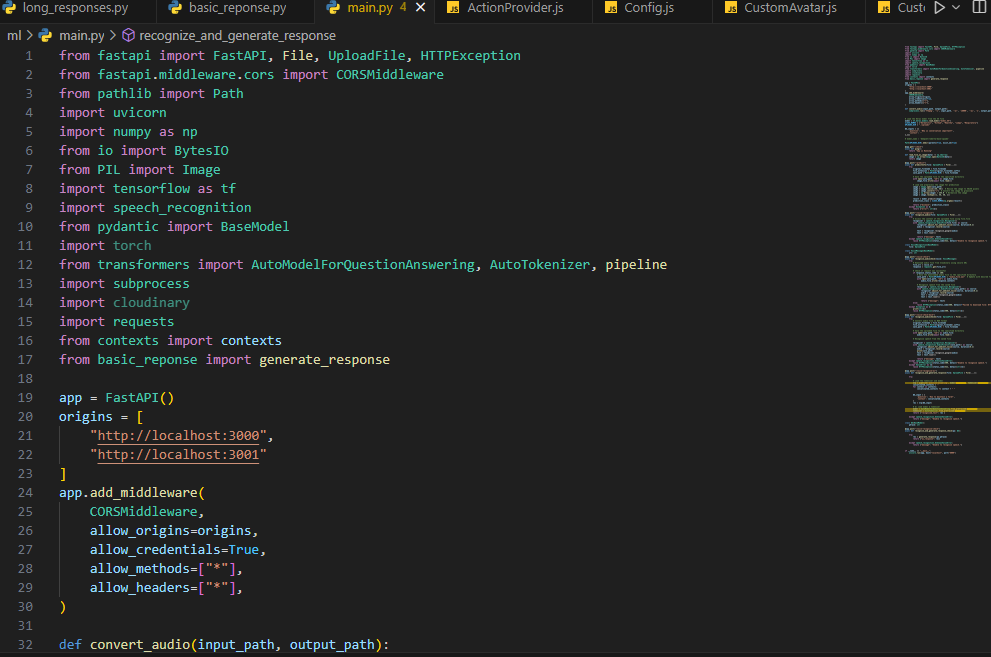 long_responses.py basic_reponse.py main.py 4 ActionProvider.js Config.js CustomAvatar.js Custo
ml > main.py > recognize_and_generate_response
1 from fastapi import FastAPI, File, UploadFile, HTTPException
2 from fastapi.middleware.cors import CORSMiddleware
3 from pathlib import Path
4 import uvicorn
5 import numpy as np
6 from io import BytesIO
7 from PIL import Image
8 import tensorflow as tf
9 import speech_recognition
10 from pydantic import BaseModel
11 import torch
12 from transformers import AutoModelForQuestionAnswering, AutoTokenizer, pipeline
13 import subprocess
14 import cloudinary
15 import requests
16 from contexts import contexts
17 from basic_reponse import generate_response
18
19 app = FastAPI()
20 origins = [
21     "http://localhost:3000",
22     "http://localhost:3001"
23 ]
24 app.add_middleware(
25     CORSMiddleware,
26     allow_origins=origins,
27     allow_credentials=True,
28     allow_methods=["*"],
29     allow_headers=["*"],
30 )
31
32 def convert_audio(input_path, output_path):